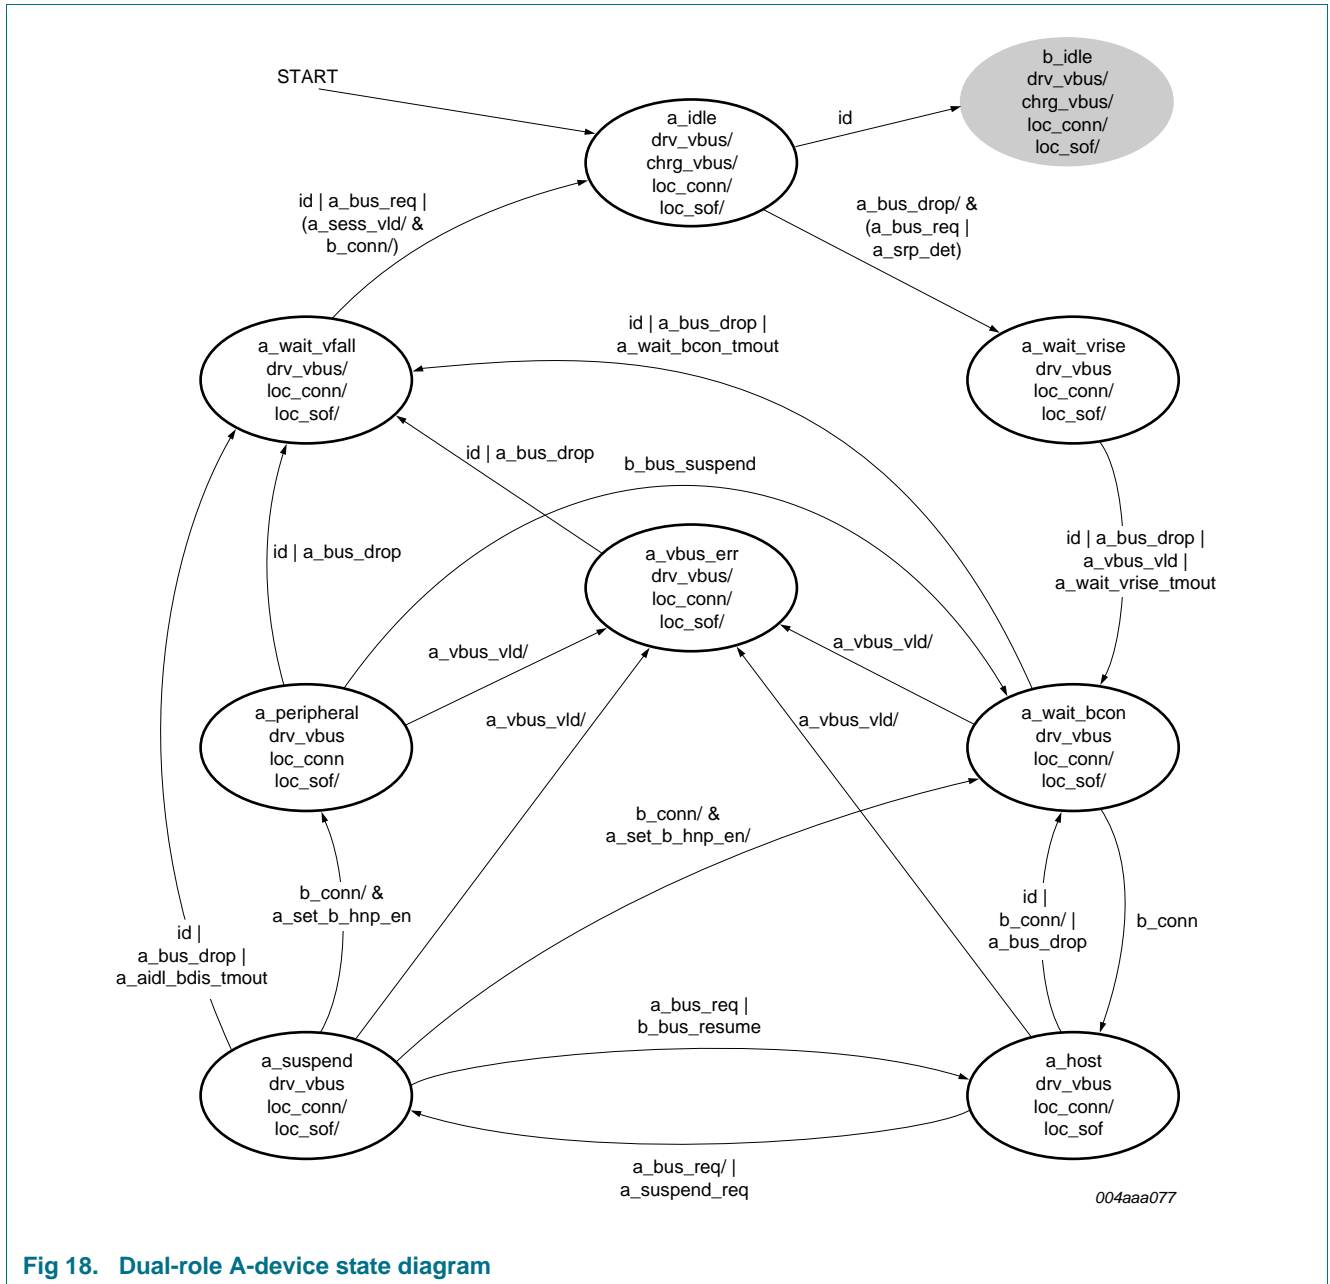 START
a_idle
drv_vbus/
chrg_vbus/
loc_conn/
loc_sof/
id
b_idle
drv_vbus/
chrg_vbus/
loc_conn/
loc_sof/
id | a_bus_req |
(a_sess_vld/ &
b_conn/)
a_bus_drop/ &
(a_bus_req |
a_srp_det)
a_wait_vfall
drv_vbus/
loc_conn/
loc_sof/
id | a_bus_drop |
a_wait_bcon_tmout
a_wait_vrise
drv_vbus
loc_conn/
loc_sof/
id | a_bus_drop
b_bus_suspend
id | a_bus_drop
a_vbus_err
drv_vbus/
loc_conn/
loc_sof/
id | a_bus_drop |
a_vbus_vld |
a_wait_vrise_tmout
a_vbus_vld/
a_vbus_vld/
a_peripheral
drv_vbus
loc_conn
loc_sof/
a_vbus_vld/
a_vbus_vld/
a_wait_bcon
drv_vbus
loc_conn/
loc_sof/
b_conn/ &
a_set_b_hnp_en/
b_conn/ &
a_set_b_hnp_en
id |
b_conn/ |
a_bus_drop
b_conn
id |
a_bus_drop |
a_aidl_bdis_tmout
a_bus_req |
b_bus_resume
a_suspend
drv_vbus
loc_conn/
loc_sof/
a_host
drv_vbus
loc_conn/
loc_sof
a_bus_req/ |
a_suspend_req
004aaa077
Fig 18. Dual-role A-device state diagram